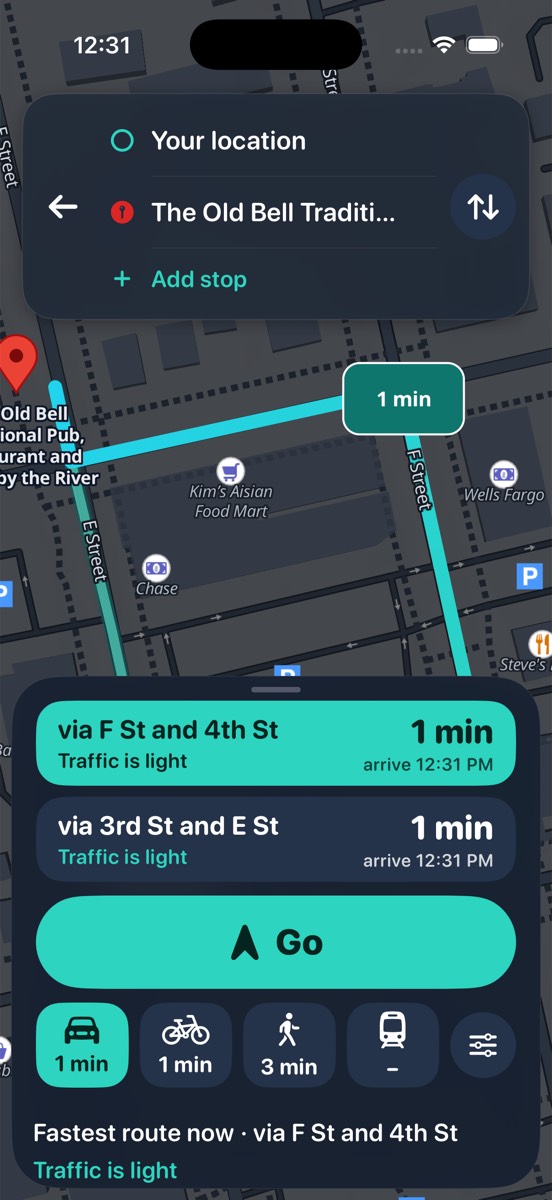 12:31
Stre
E Street
Your location
The Old Bell Traditi...
Add stop
1 min
Old Bell
ional Pub,
urant and
by the River
Kim's Aisian
Food Mart
F Street
Wells Fargo
E Street
Chase
P
P
P
Steve's
via F St and 4th St
1 min
Traffic is light
arrive 12:31 PM
via 3rd St and E St
1 min
Traffic is light
arrive 12:31 PM
Go
1 min
1 min
3 min
–
Fastest route now · via F St and 4th St
Traffic is light